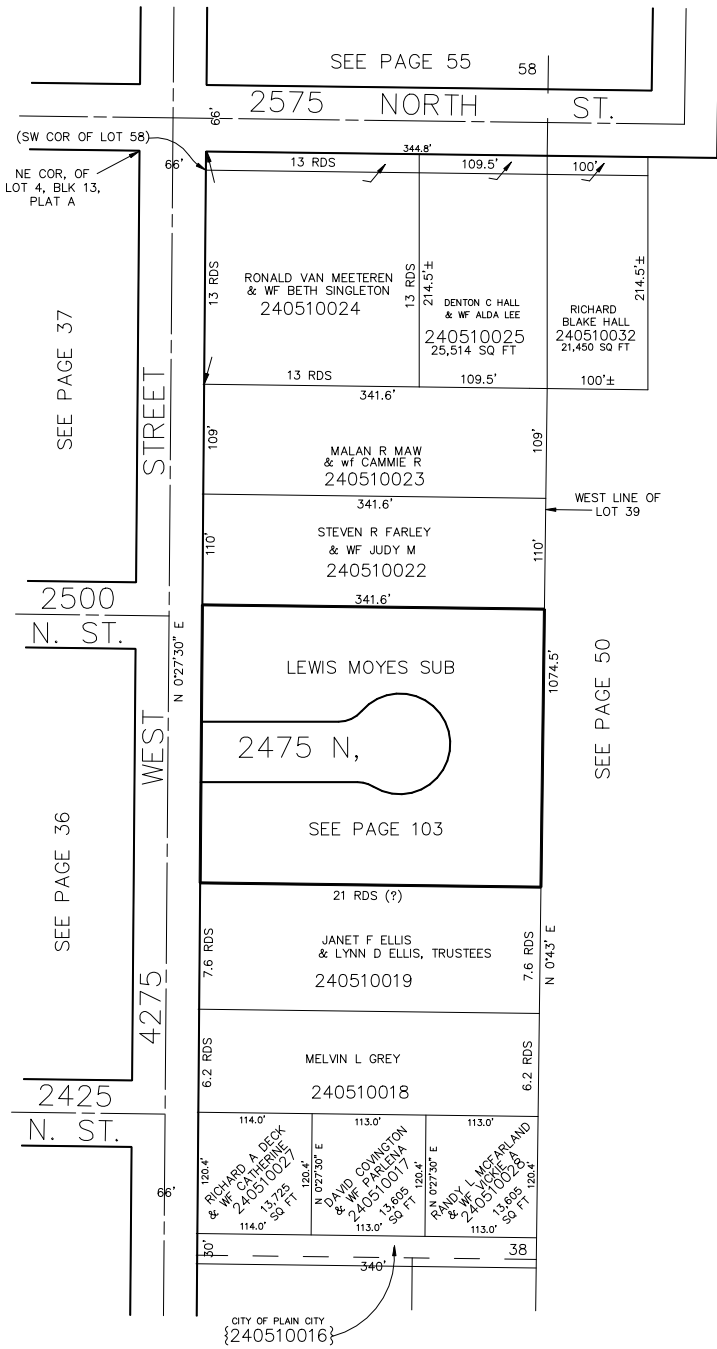 SEE PAGE 55
58
2575 NORTH ST.
66'
(SW COR OF LOT 58)
66'
NE COR, OF
LOT 4, BLK 13,
PLAT A
344.8'
13 RDS
109.5'
100'
13 RDS
RONALD VAN MEETEREN
& WF BETH SINGLETON
240510024
13 RDS
214.5'±
DENTON C HALL
& WF ALDA LEE
240510025
25,514 SQ FT
RICHARD
BLAKE HALL
240510032
21,450 SQ FT
214.5'±
13 RDS
109.5'
100'±
SEE PAGE 37
341.6'
109'
MALAN R MAW
& wf CAMMIE R
240510023
109'
341.6'
WEST LINE OF
LOT 39
110'
STEVEN R FARLEY
& WF JUDY M
240510022
110'
341.6'
2500
N. ST.
N 0°27'30" E
4275 WEST STREET
LEWIS MOYES SUB
2475 N,
SEE PAGE 103
1074.5'
SEE PAGE 50
SEE PAGE 36
21 RDS (?)
7.6 RDS
JANET F ELLIS
& LYNN D ELLIS, TRUSTEES
240510019
7.6 RDS
N 0°43' E
6.2 RDS
MELVIN L GREY
240510018
6.2 RDS
2425
N. ST.
66'
114.0'
113.0'
113.0'
120.4'
RICHARD A DECK
& WF CATHERINE
240510027
13,725
SQ FT
120.4'
114.0'
N 0°27'30" E
DAVID COVINGTON
& WF PARLENA
240510017
13,605
SQ FT
120.4'
113.0'
N 0°27'30" E
RANDY L MCFARLAND
& WF VICKIE A
240510028
13,605
SQ FT
120.4'
113.0'
30'
38
340'
CITY OF PLAIN CITY
{240510016}